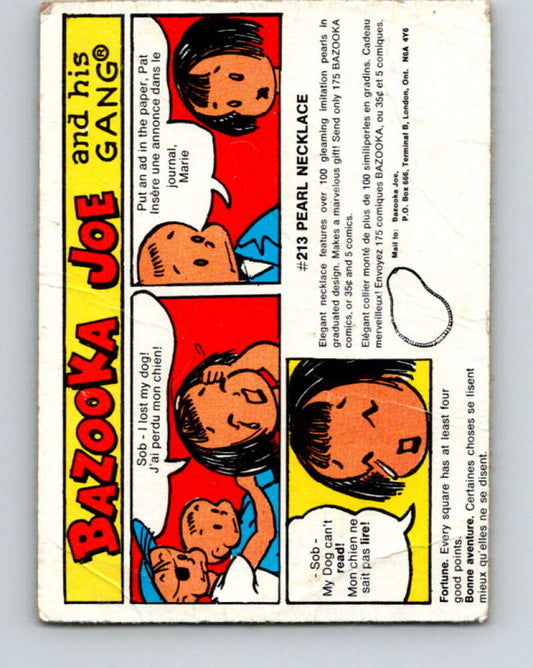 BAZOOKA JOE and his
GANG®
Sob - I lost my dog!
J'ai perdu mon chien!
Put an ad in the paper, Pat
Insère une annonce dans le
journal,
Marie
- Sob -
My Dog can't
read!
Mon chien ne
sait pas lire!
#213 PEARL NECKLACE
Elegant necklace features over 100 gleaming imitation pearls in
graduated design. Makes a marvelous gift! Send only 175 BAZOOKA
comics, or 35¢ and 5 comics.
Elégant collier monté de plus de 100 similiperles en gradins. Cadeau
merveilleux! Envoyez 175 comiques BAZOOKA, ou 35¢ et 5 comiques.
Mail to: Bazooka Joe,
P.O. Box 666, Terminal B, London, Ont. N6A 4Y6
Fortune. Every square has at least four
good points.
Bonne aventure. Certaines choses se lisent
mieux qu'elles ne se disent.